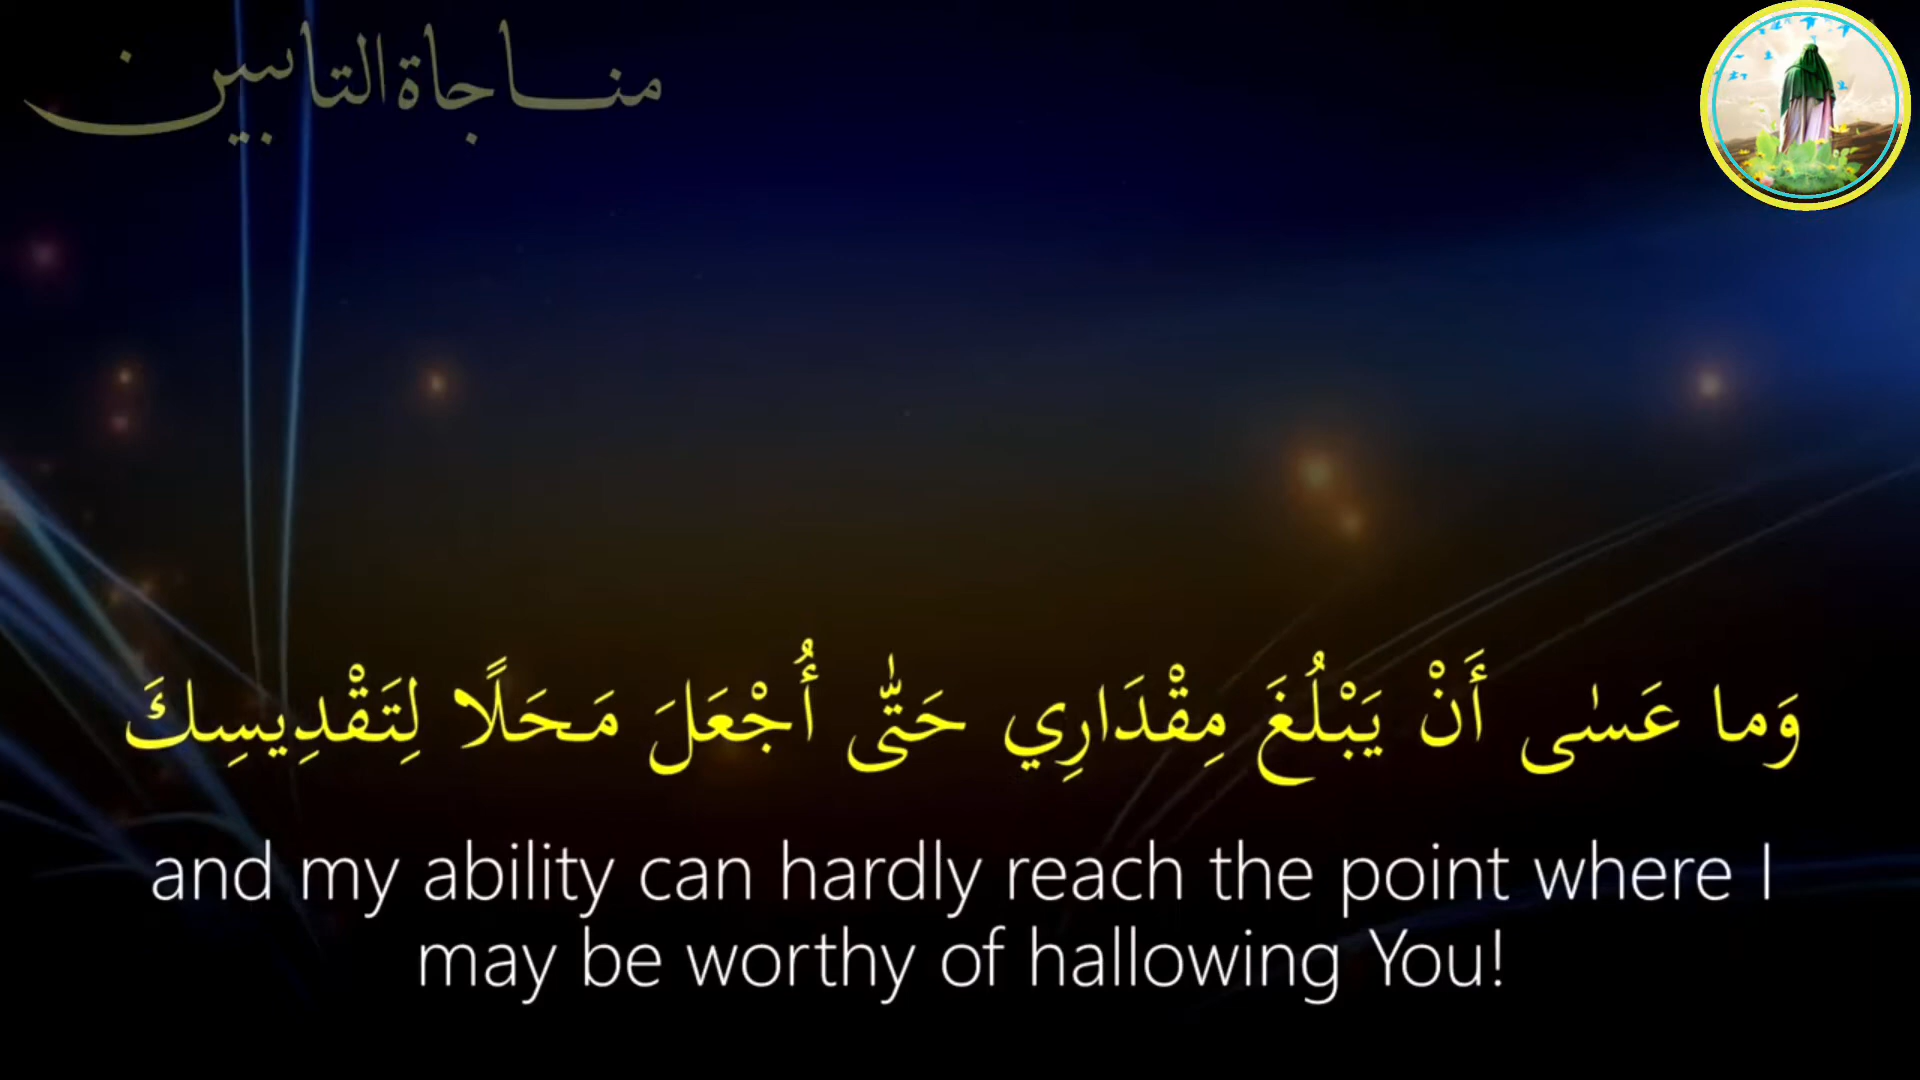 مناجاة التائبين
وَما عَسٰى أَنْ يَبْلُغَ مِقْدَارِي حَتّٰى أُجْعَلَ مَحَلًا لِتَقْدِيسِكَ
and my ability can hardly reach the point where I
may be worthy of hallowing You!